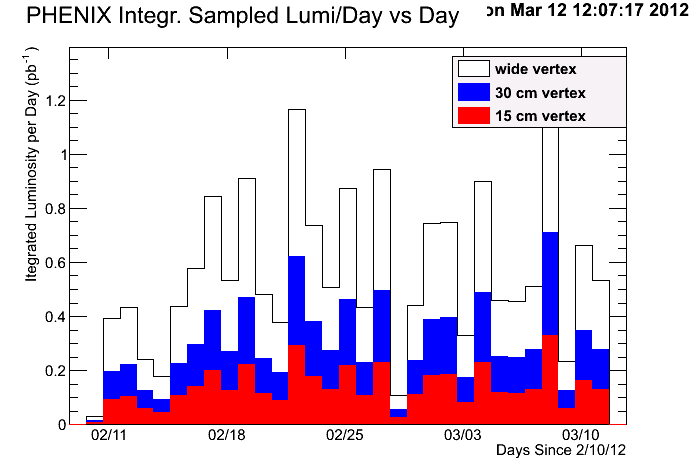 PHENIX Integr. Sampled Lumi/Day vs Day
on Mar 12 12:07:17 2012
Itegrated Luminosity per Day (pb⁻¹)
wide vertex
30 cm vertex
15 cm vertex
1.2
1
0.8
0.6
0.4
0.2
0
02/11 02/18 02/25 03/03 03/10
Days Since 2/10/12